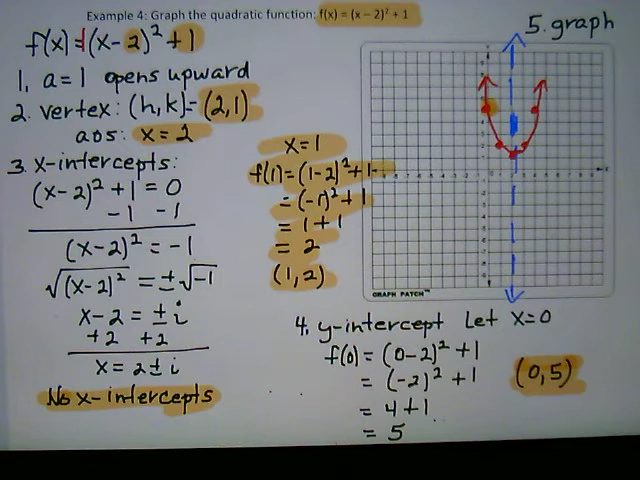 Example 4: Graph the quadratic function: f(x) = (x − 2)² + 1
f(x) = 1(x - 2)² + 1
1, a = 1 opens upward
2. vertex: (h, k) = (2, 1)
aos: x = 2
3. x-intercepts:
(x-2)² + 1 = 0
-1 -1
(x-2)² = -1
√(x-2)² = ±√-1
x - 2 = ± i
+2 +2
x = 2 ± i
No x-intercepts
x = 1
f(1) = (1-2)² + 1
= (-1)² + 1
= 1 + 1
= 2
(1, 2)
5. graph
GRAPH PATCH™
4. y-intercept Let x=0
f(0) = (0-2)² + 1
= (-2)² + 1
= 4 + 1
= 5
(0, 5)